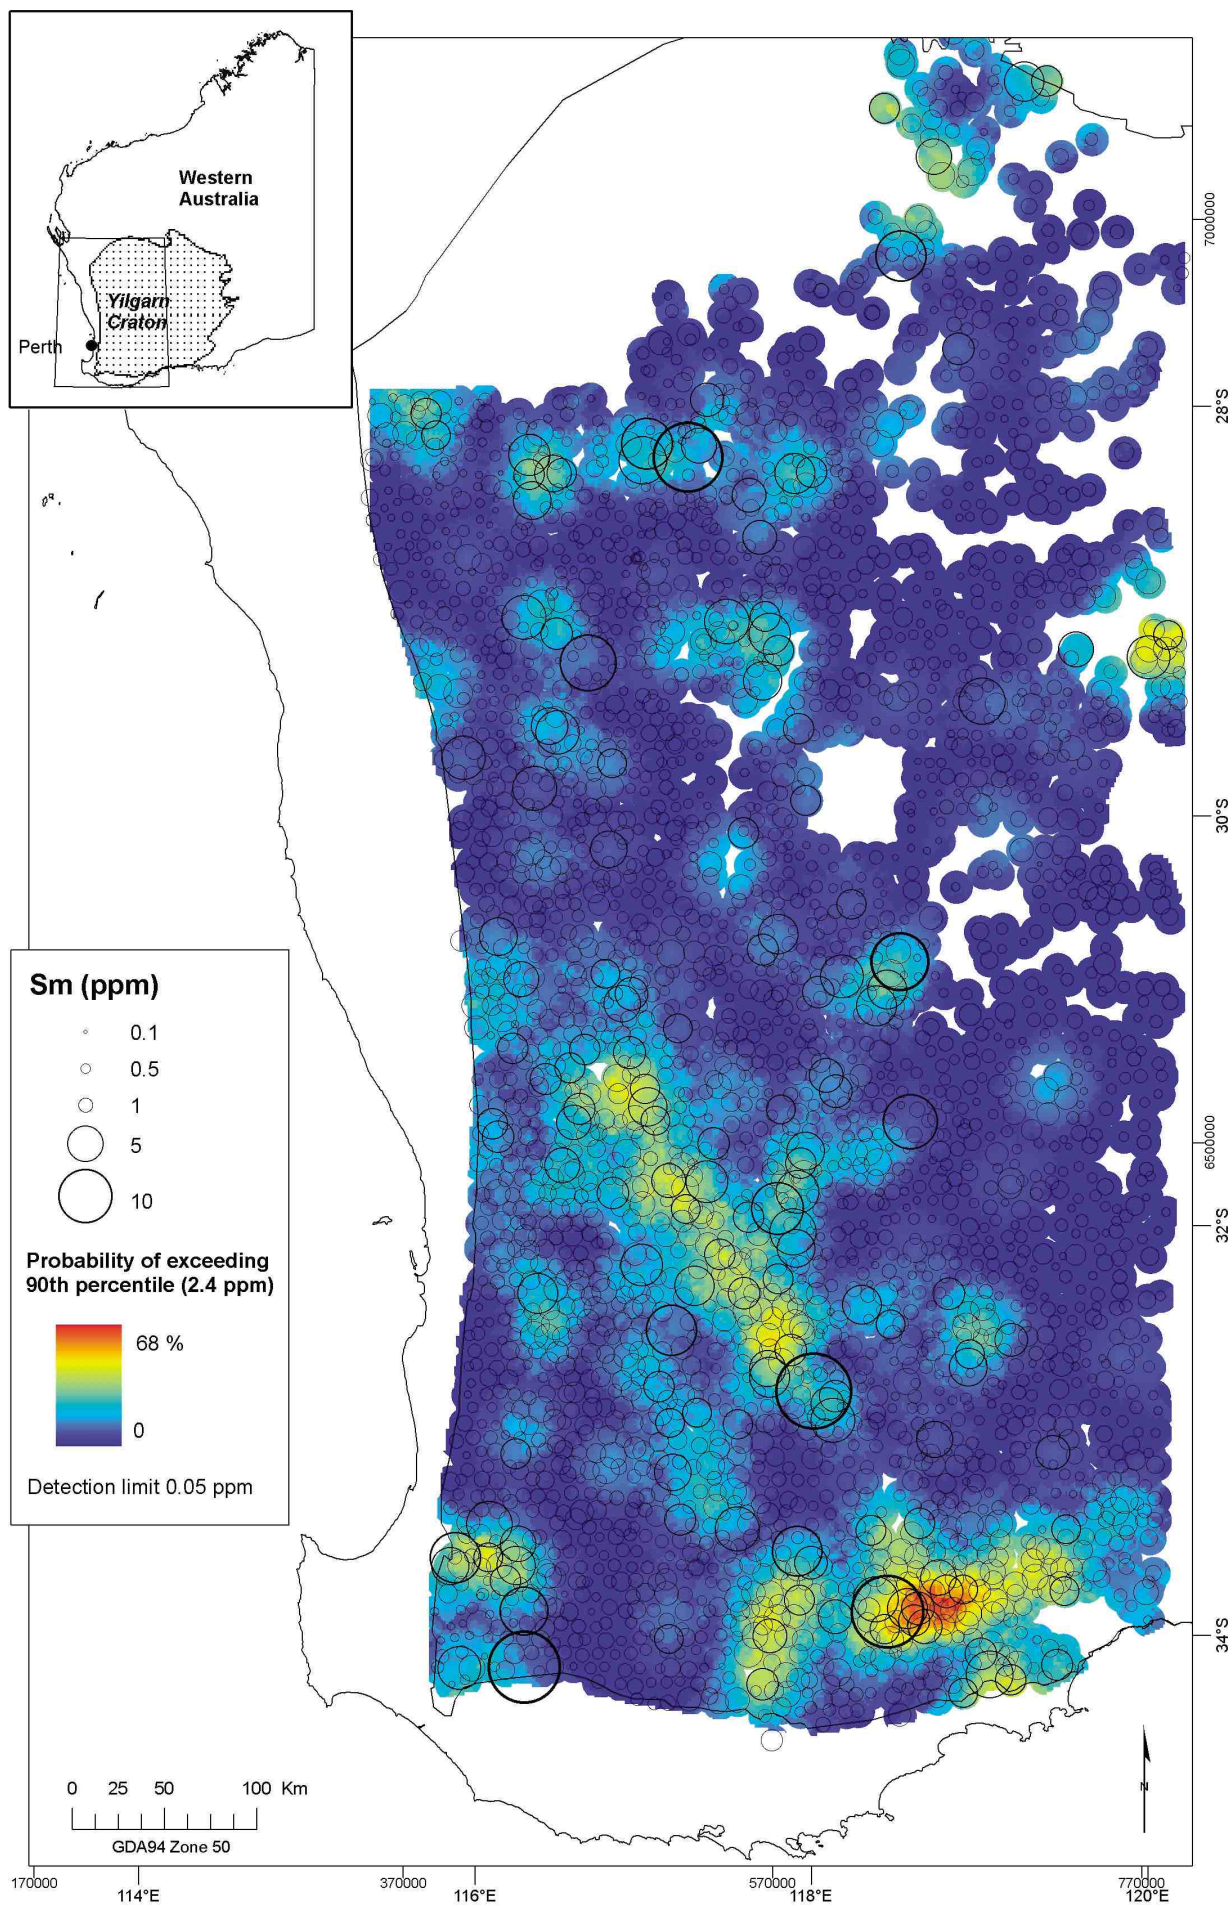 Western
Australia
Yilgarn
Craton
Perth
7000000
28°S
30°S
6500000
32°S
34°S
Sm (ppm)
0.1
0.5
1
5
10
Probability of exceeding
90th percentile (2.4 ppm)
68 %
0
Detection limit 0.05 ppm
0 25 50 100 Km
GDA94 Zone 50
N
170000 370000 570000 770000
114°E 116°E 118°E 120°E